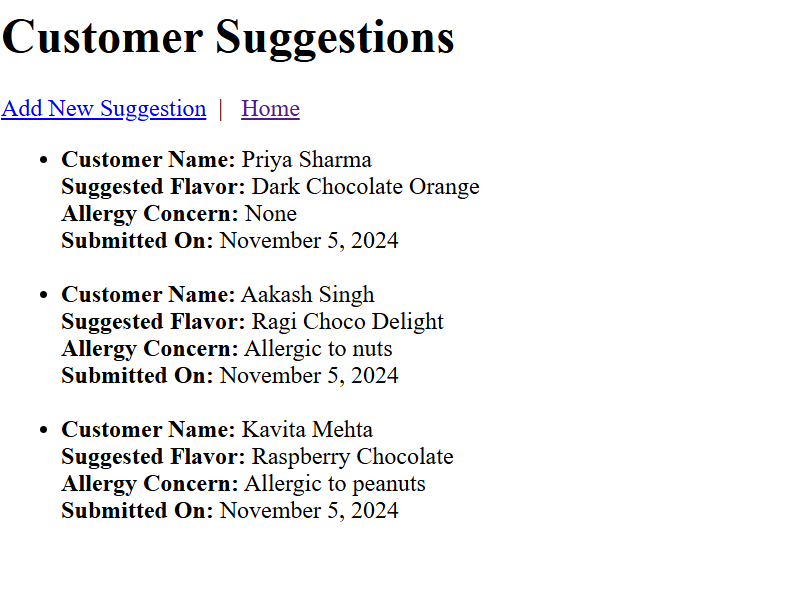 Customer Suggestions
Add New Suggestion | Home
Customer Name: Priya Sharma
Suggested Flavor: Dark Chocolate Orange
Allergy Concern: None
Submitted On: November 5, 2024
Customer Name: Aakash Singh
Suggested Flavor: Ragi Choco Delight
Allergy Concern: Allergic to nuts
Submitted On: November 5, 2024
Customer Name: Kavita Mehta
Suggested Flavor: Raspberry Chocolate
Allergy Concern: Allergic to peanuts
Submitted On: November 5, 2024